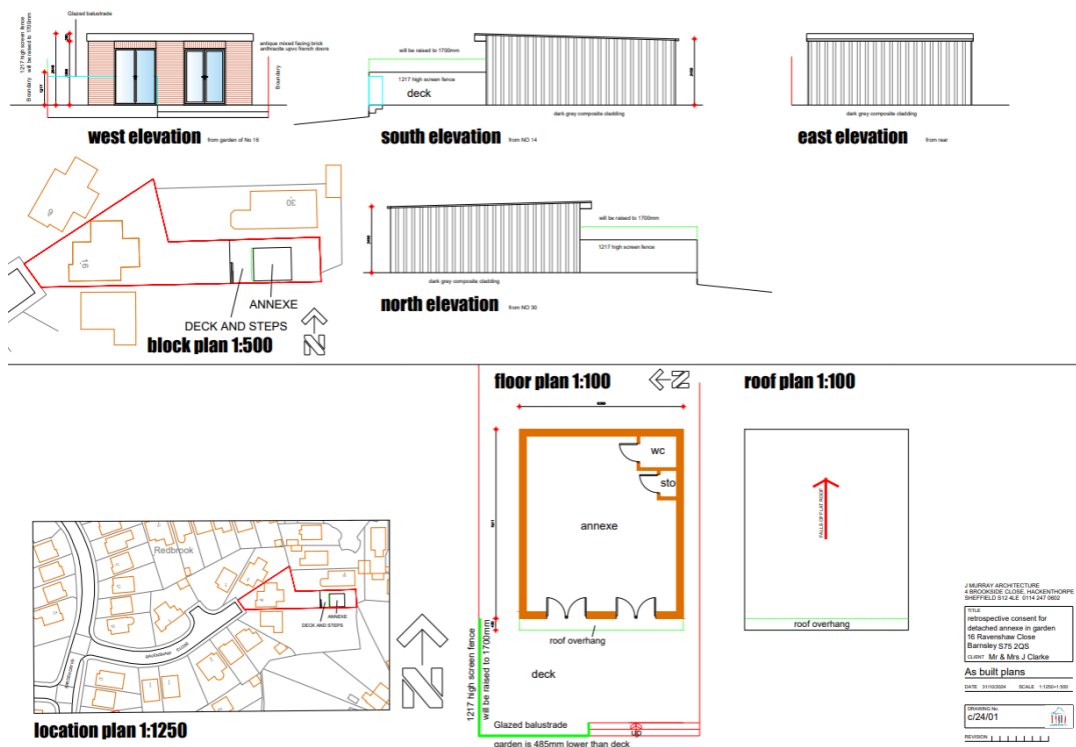 Glazed balustrade
1217 high screen fence
will be raised to 1700mm
Boundary
antique mixed facing brick
anthracite upvc french doors
Boundary
west elevation
from garden of No 16
will be raised to 1700mm
1217 high screen fence
deck
dark grey composite cladding
south elevation
from NO 14
dark grey composite cladding
east elevation
from rear
30
16
ANNEXE
DECK AND STEPS
N
block plan 1:500
will be raised to 1700mm
1217 high screen fence
dark grey composite cladding
north elevation
from NO 30
floor plan 1:100
N
roof plan 1:100
wc
sto
annexe
roof overhang
deck
1217 high screen fence
will be raised to 1700mm
Glazed balustrade
up
garden is 485mm lower than deck
roof overhang
Redbrook
ANNEXE
DECK AND STEPS
CLOSE
N
location plan 1:1250
J MURRAY ARCHITECTURE
4 BROOKSIDE CLOSE, HACKENTHORPE
SHEFFIELD S12 4LE 0114 247 0602
TITLE
retrospective consent for
detached annexe in garden
16 Ravenshaw Close
Barnsley S75 2QS
CLIENT Mr & Mrs J Clarke
As built plans
DATE 31/10/2024 SCALE 1:1250+1:500
DRAWING No.
c/24/01
REVISION